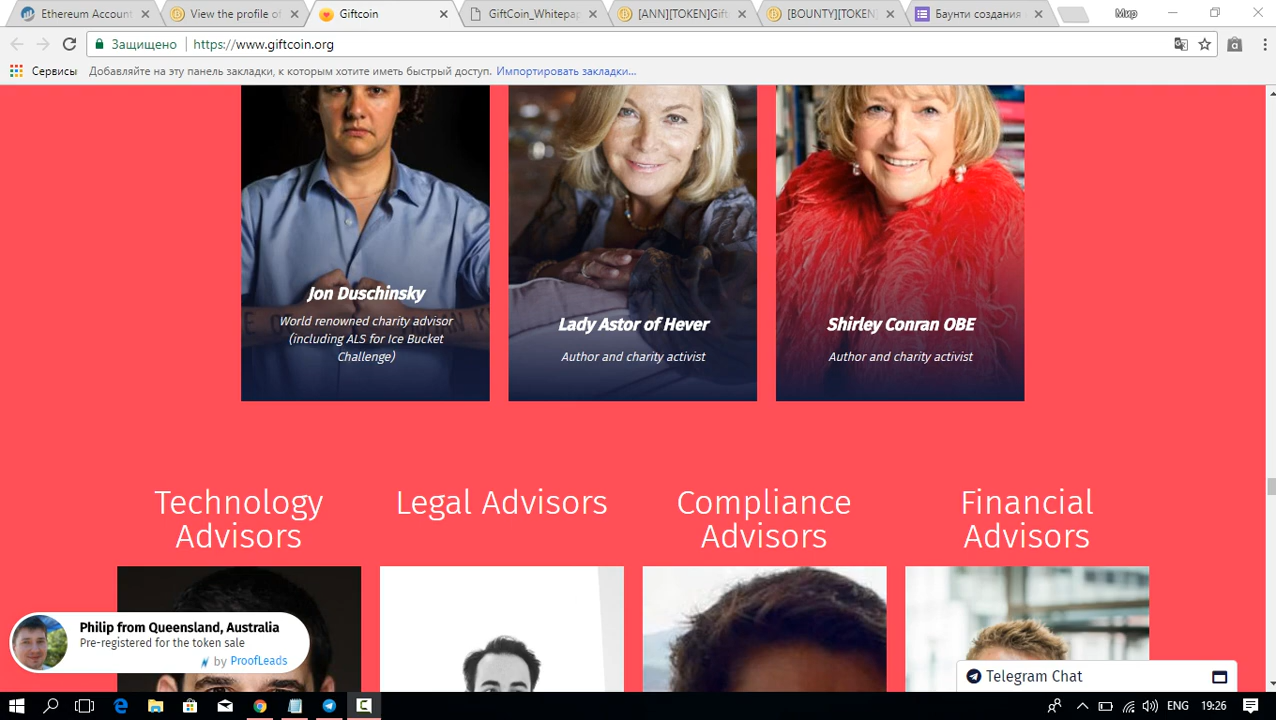 Ethereum Account
View the profile of
Giftcoin
GiftCoin_Whitepap
[ANN][TOKEN]Gift
[BOUNTY][TOKEN]
Баунти создания
Мир
Защищено
https://www.giftcoin.org
Сервисы
Добавляйте на эту панель закладки, к которым хотите иметь быстрый доступ. Импортировать закладки...
Jon Duschinsky
World renowned charity advisor
(including ALS for Ice Bucket
Challenge)
Lady Astor of Hever
Author and charity activist
Shirley Conran OBE
Author and charity activist
Technology
Advisors
Legal Advisors
Compliance
Advisors
Financial
Advisors
Philip from Queensland, Australia
Pre-registered for the token sale
by ProofLeads
Telegram Chat
ENG
19:26